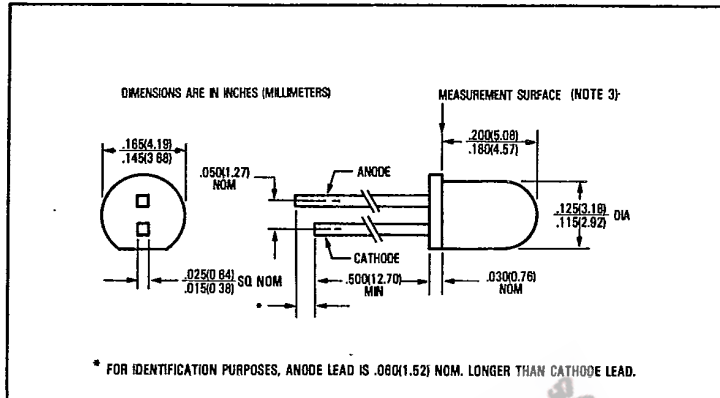 DIMENSIONS ARE IN INCHES (MILLIMETERS)
MEASUREMENT SURFACE (NOTE 3)
.200(5.08)
.180(4.57)
.165(4.19)
.145(3 68)
.050(1.27)
NOM
ANODE
.125(3.18)
.115(2.92)
DIA
CATHODE
.025(0 64)
.015(0 38)
SQ NOM
.500(12.70)
MIN
.030(0.76)
NOM
*
* FOR IDENTIFICATION PURPOSES, ANODE LEAD IS .060(1.52) NOM. LONGER THAN CATHODE LEAD.